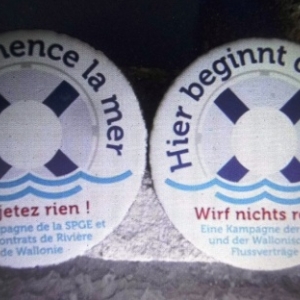 mence la mer
jetez rien !
pagne de la SPGE et
ontrats de Rivière
de Wallonie
Hier beginnt d
Wirf nichts r
Eine Kampagne der
und der Wallonisc
Flussverträge